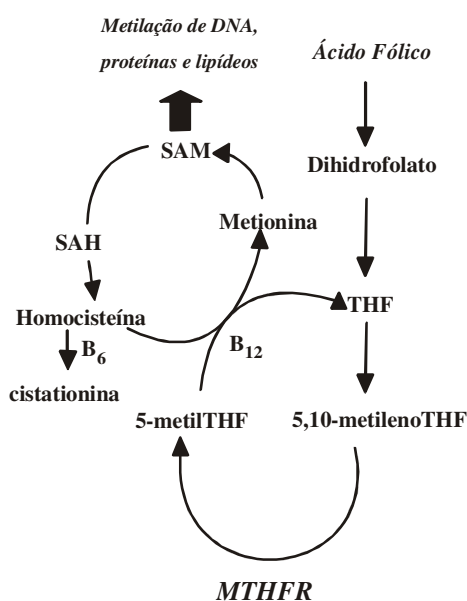 Metilação de DNA,
proteínas e lipídeos
Ácido Fólico
SAM
Dihidrofolato
Metionina
SAH
THF
Homocisteína
B12
B6
cistationina
5-metilTHF
5,10-metilenoTHF
MTHFR